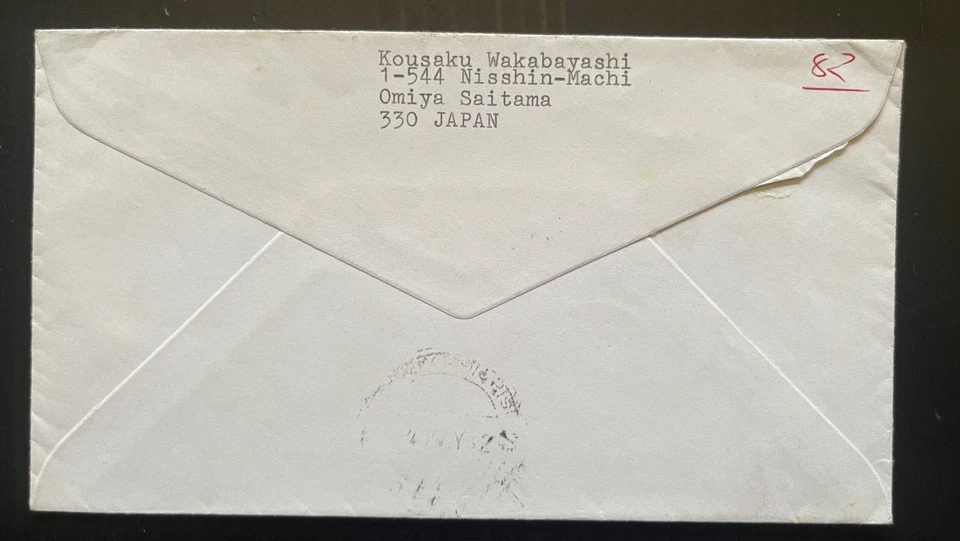 Kousaku Wakabayashi
1-544 Nisshin-Machi
Omiya Saitama
330 JAPAN
82